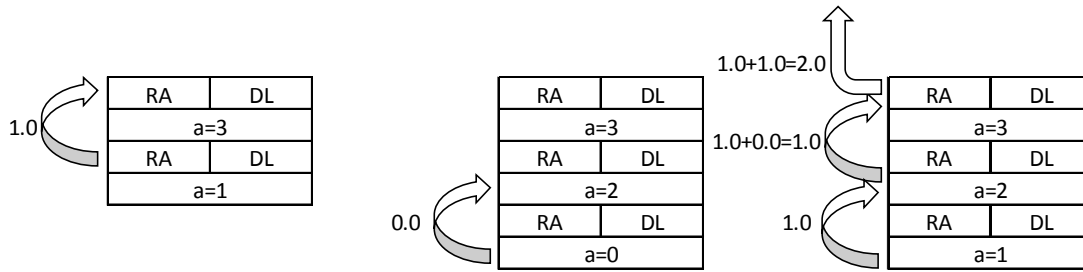 1.0
RA DL
a=3
RA DL
a=1
0.0
RA DL
a=3
RA DL
a=2
RA DL
a=0
1.0+1.0=2.0
1.0+0.0=1.0
1.0
RA DL
a=3
RA DL
a=2
RA DL
a=1